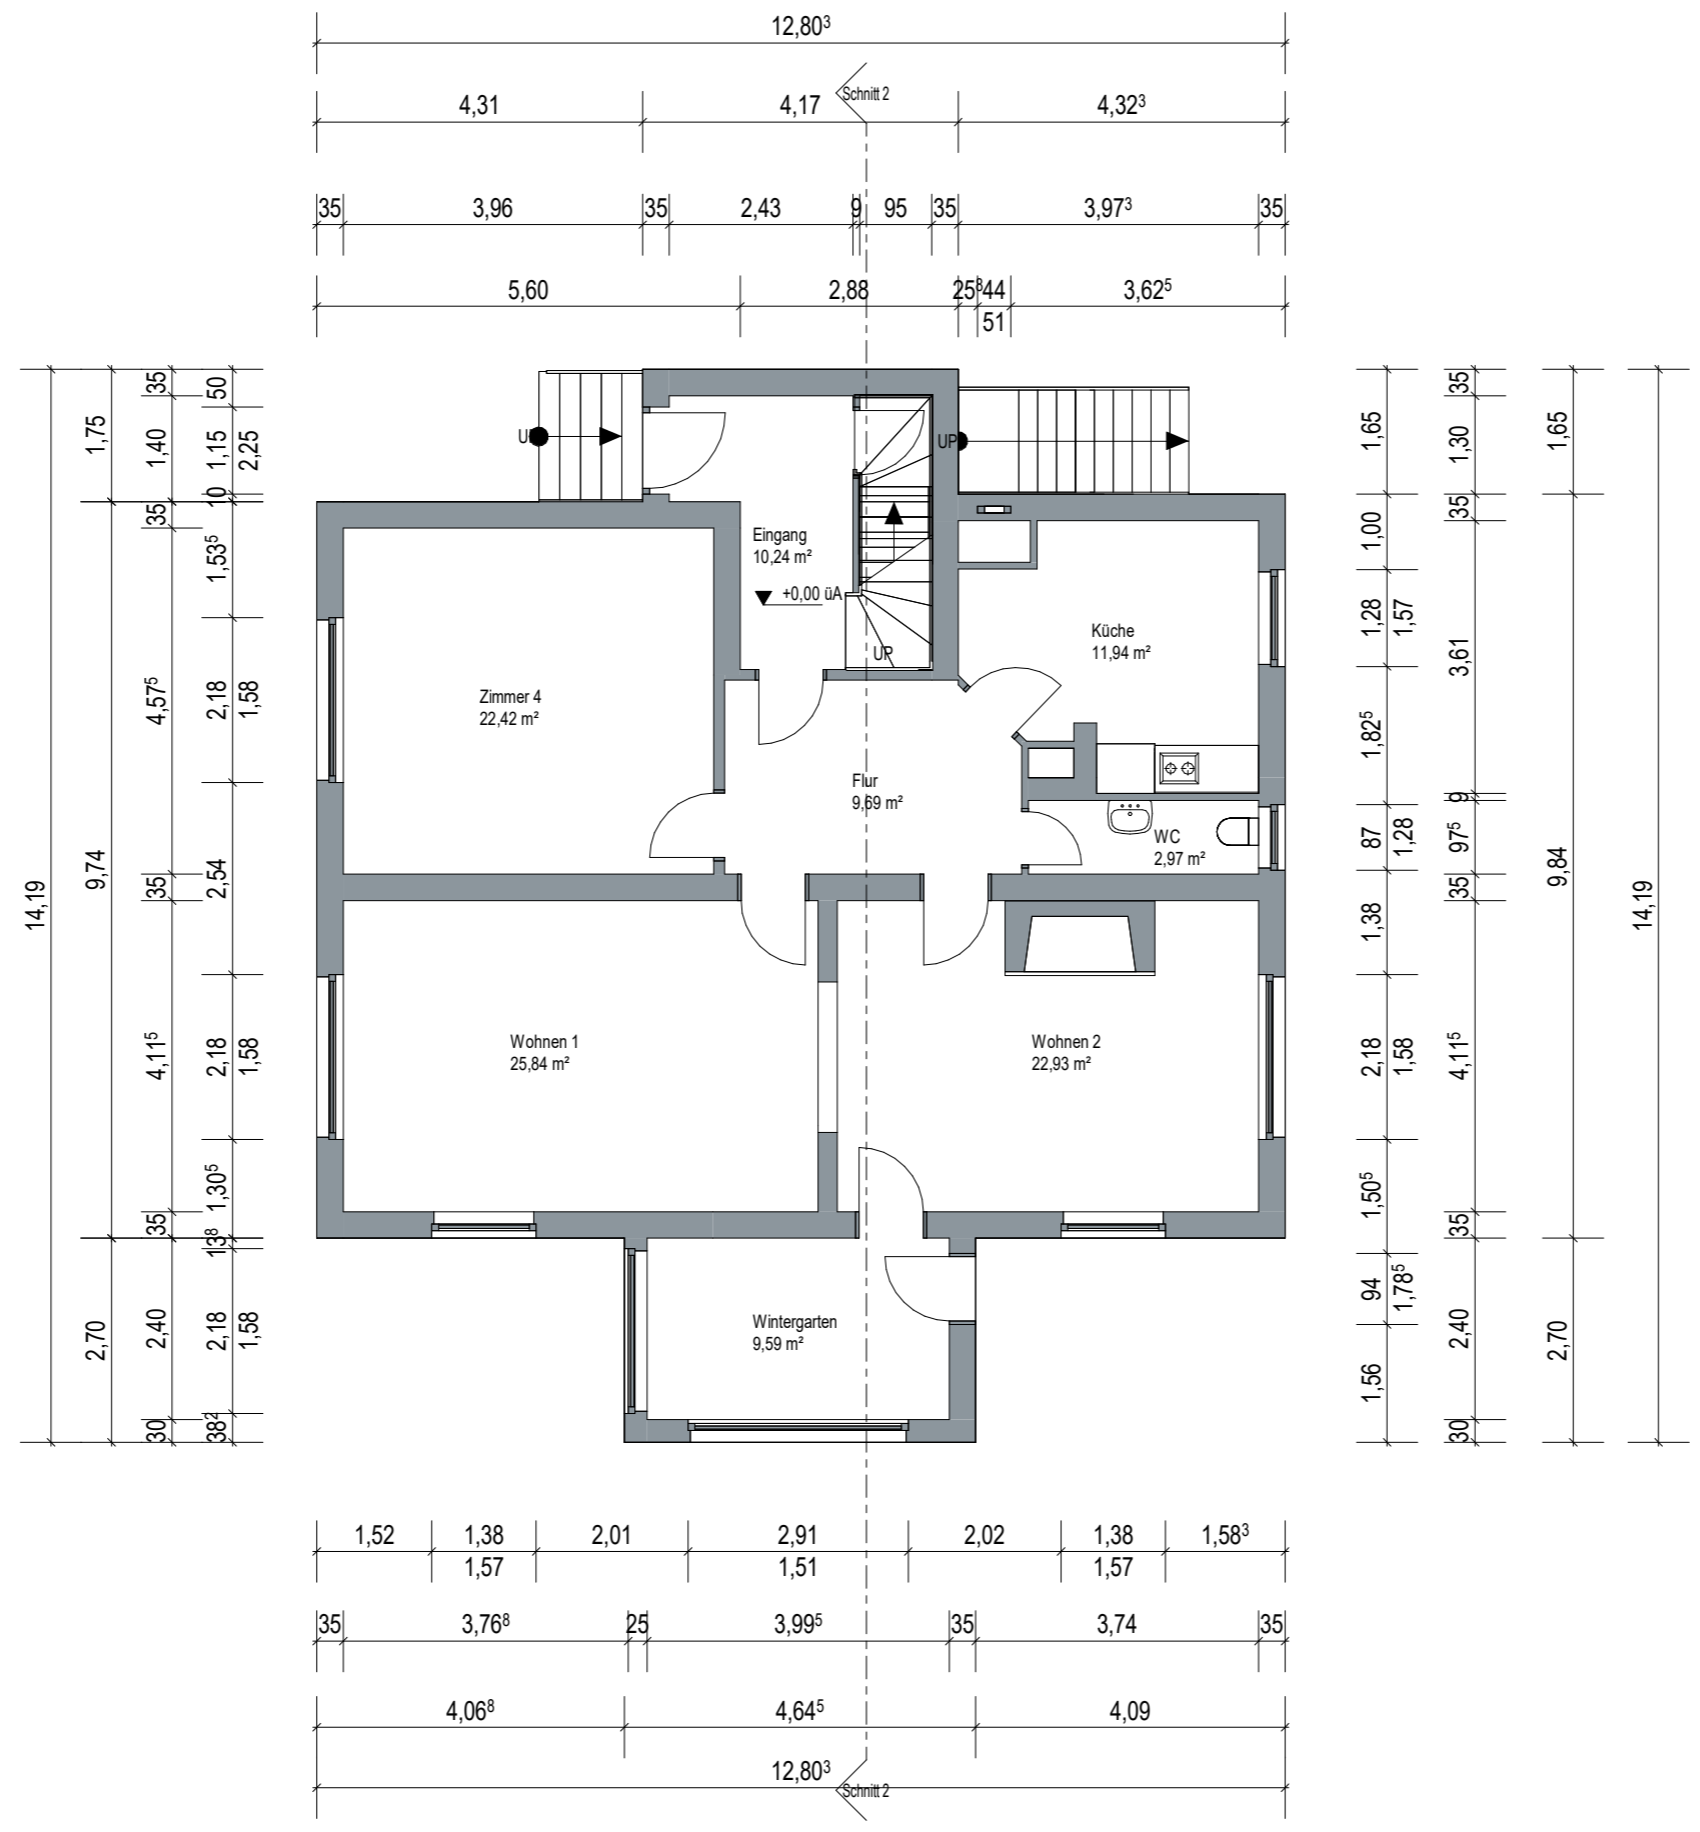 12,80³
Schnitt 2
4,31 4,17 4,32³
35 3,96 35 2,43 9 95 35 3,97³ 35
5,60 2,88 25⁸ 44 3,62⁵
51
14,19
1,75 9,74 2,70
35 1,40 35 4,57⁵ 35 4,11⁵ 35 2,40 30
50 1,15 10 1,53⁵ 2,18 2,54 2,18 1,30⁵ 13⁸ 2,18 38²
2,25 1,58 1,58 1,58
UP
UP
Eingang
10,24 m²
+0,00 üA
UP
Küche
11,94 m²
Zimmer 4
22,42 m²
Flur
9,69 m²
WC
2,97 m²
Wohnen 1
25,84 m²
Wohnen 2
22,93 m²
Wintergarten
9,59 m²
1,65 1,00 1,28 1,82⁵ 87 1,38 2,18 1,50⁵ 94 1,56
1,57 1,28 1,58 1,78⁵
35 1,30 35 3,61 9 97⁵ 35 4,11⁵ 35 2,40 30
1,65 9,84 2,70
14,19
1,52 1,38 2,01 2,91 2,02 1,38 1,58³
1,57 1,51 1,57
35 3,76⁸ 25 3,99⁵ 35 3,74 35
4,06⁸ 4,64⁵ 4,09
12,80³
Schnitt 2